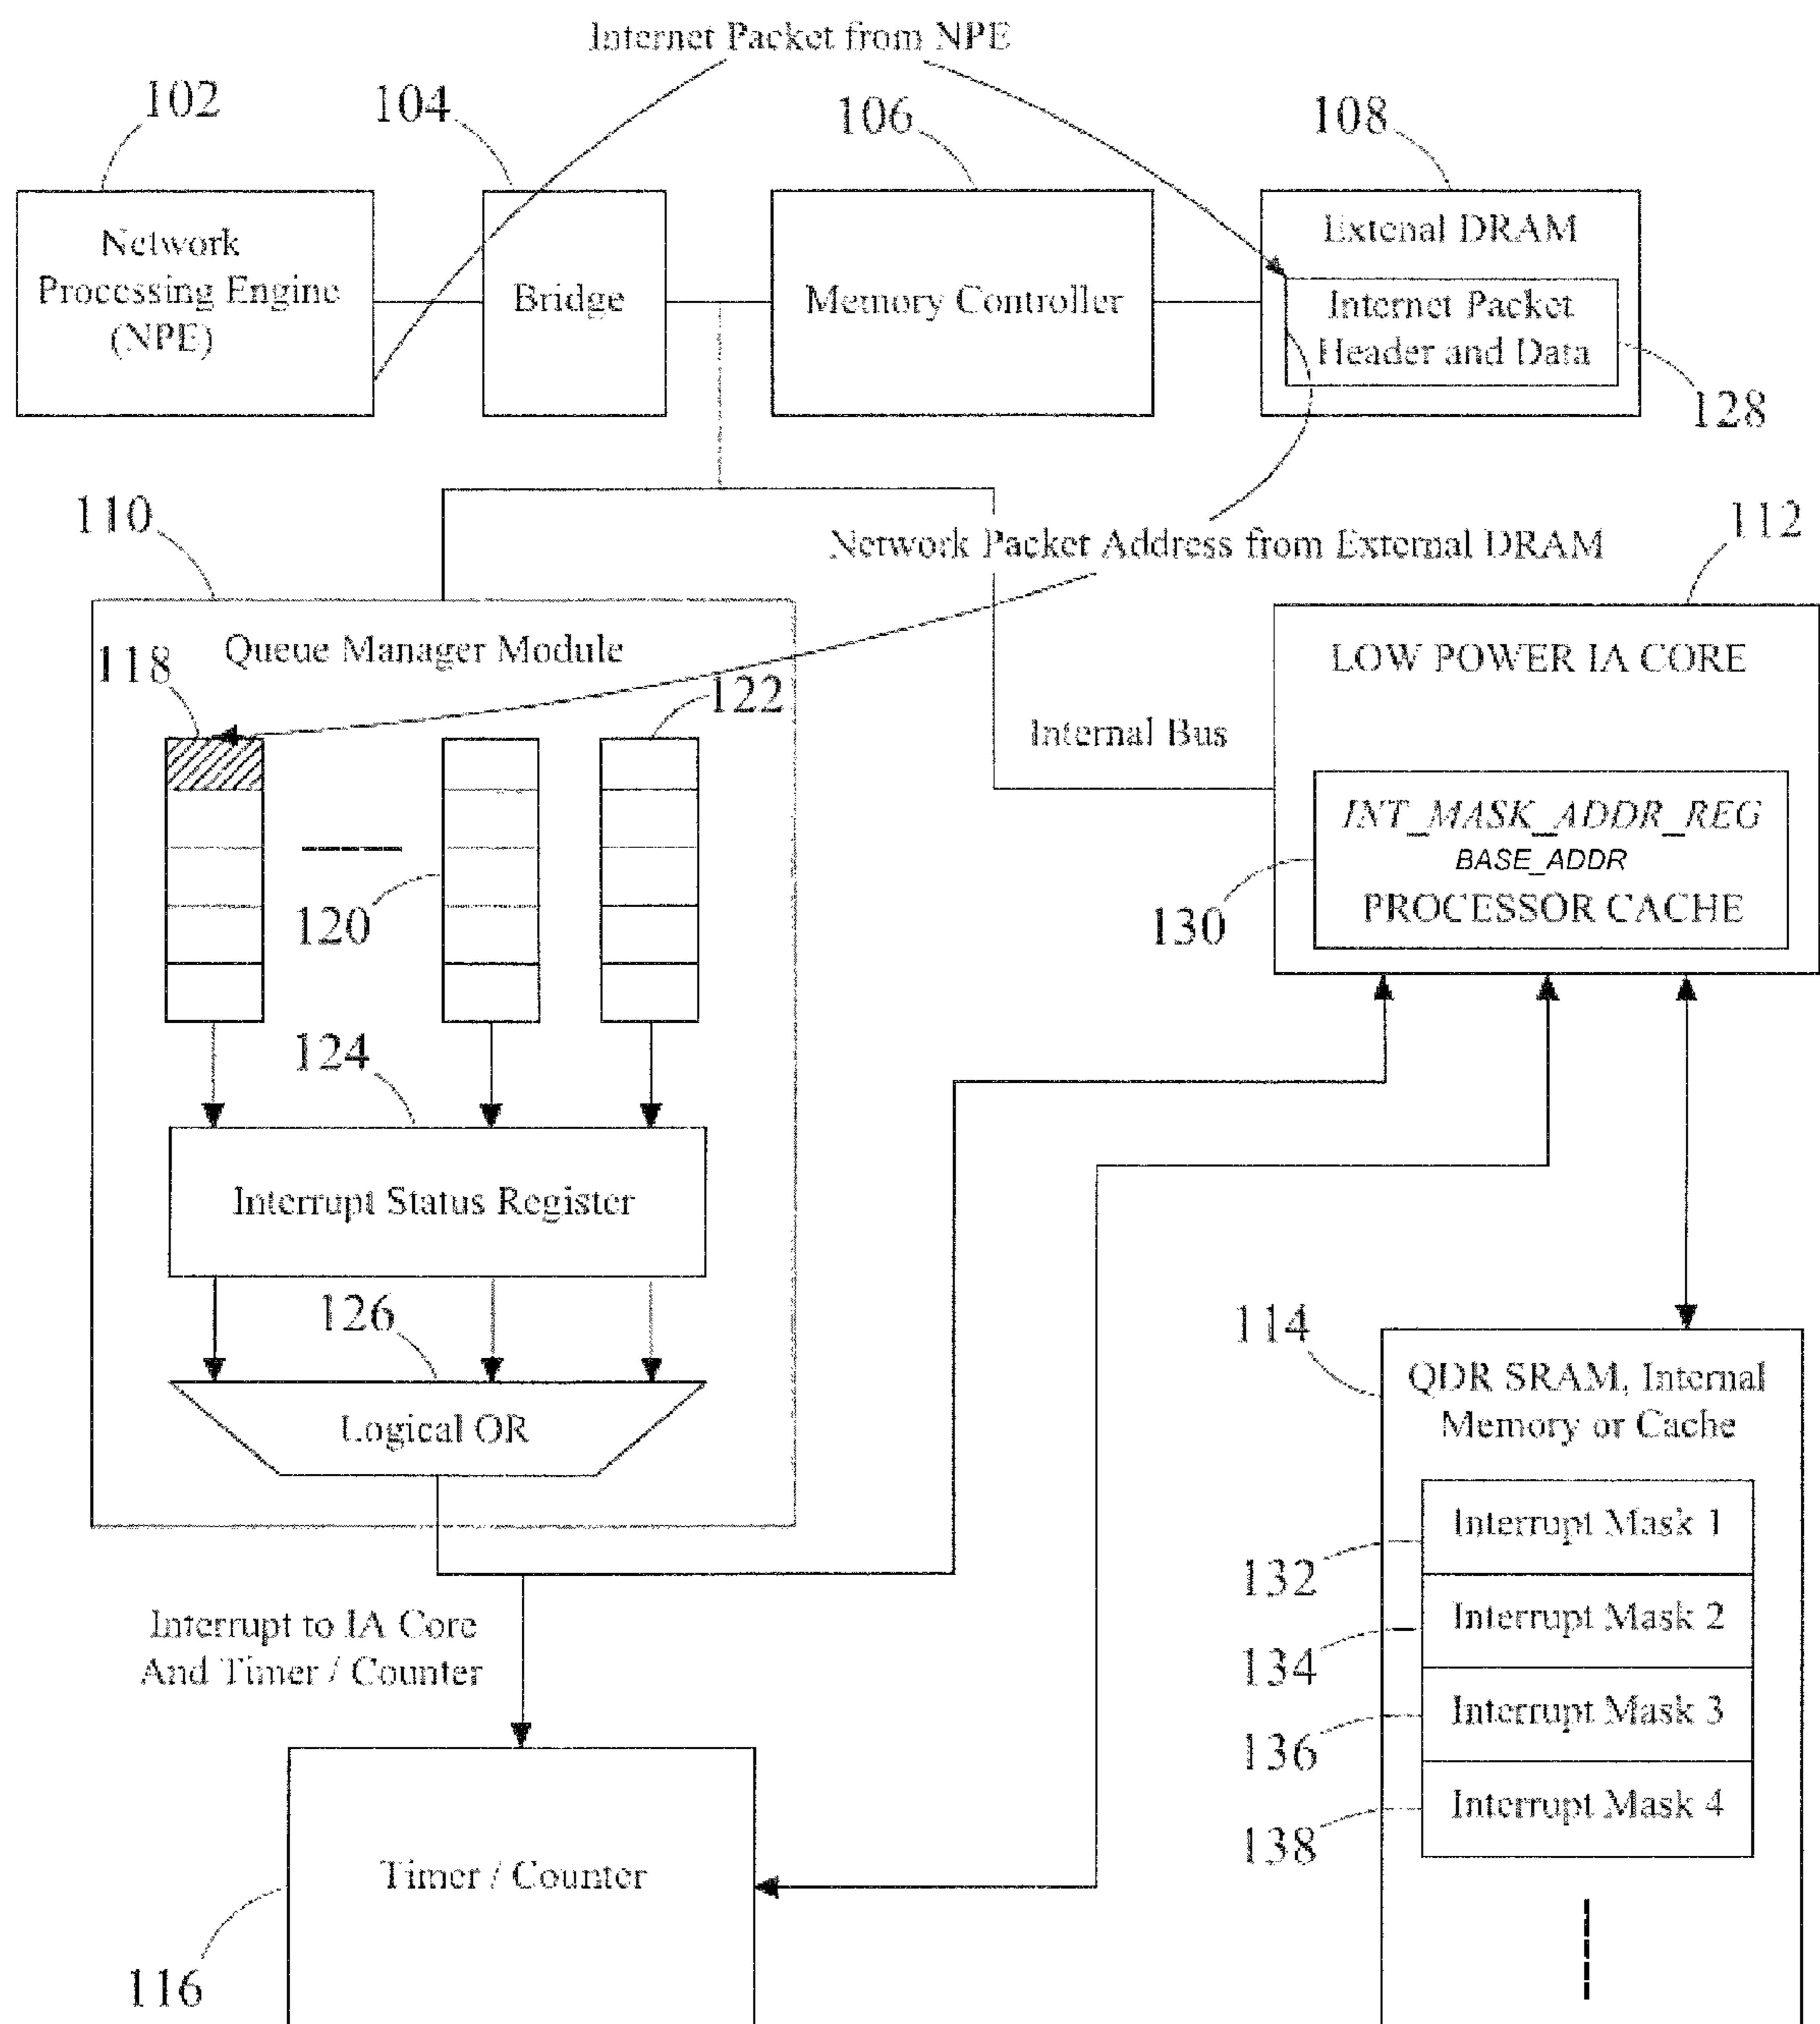 Internet Packet from NPE
102
104
106
108
Network
Processing Engine
(NPE)
Bridge
Memory Controller
Extenal DRAM
Internet Packet
Header and Data
128
110
Network Packet Address from External DRAM
112
Queue Manager Module
118
122
LOW POWER IA CORE
Internal Bus
INT_MASK_ADDR_REG
BASE_ADDR
PROCESSOR CACHE
120
130
124
Interrupt Status Register
126
Logical OR
114
QDR SRAM, Internal
Memory or Cache
Interrupt Mask 1
132
Interrupt Mask 2
134
Interrupt Mask 3
136
Interrupt Mask 4
138
Interrupt to IA Core
And Timer / Counter
Timer / Counter
116